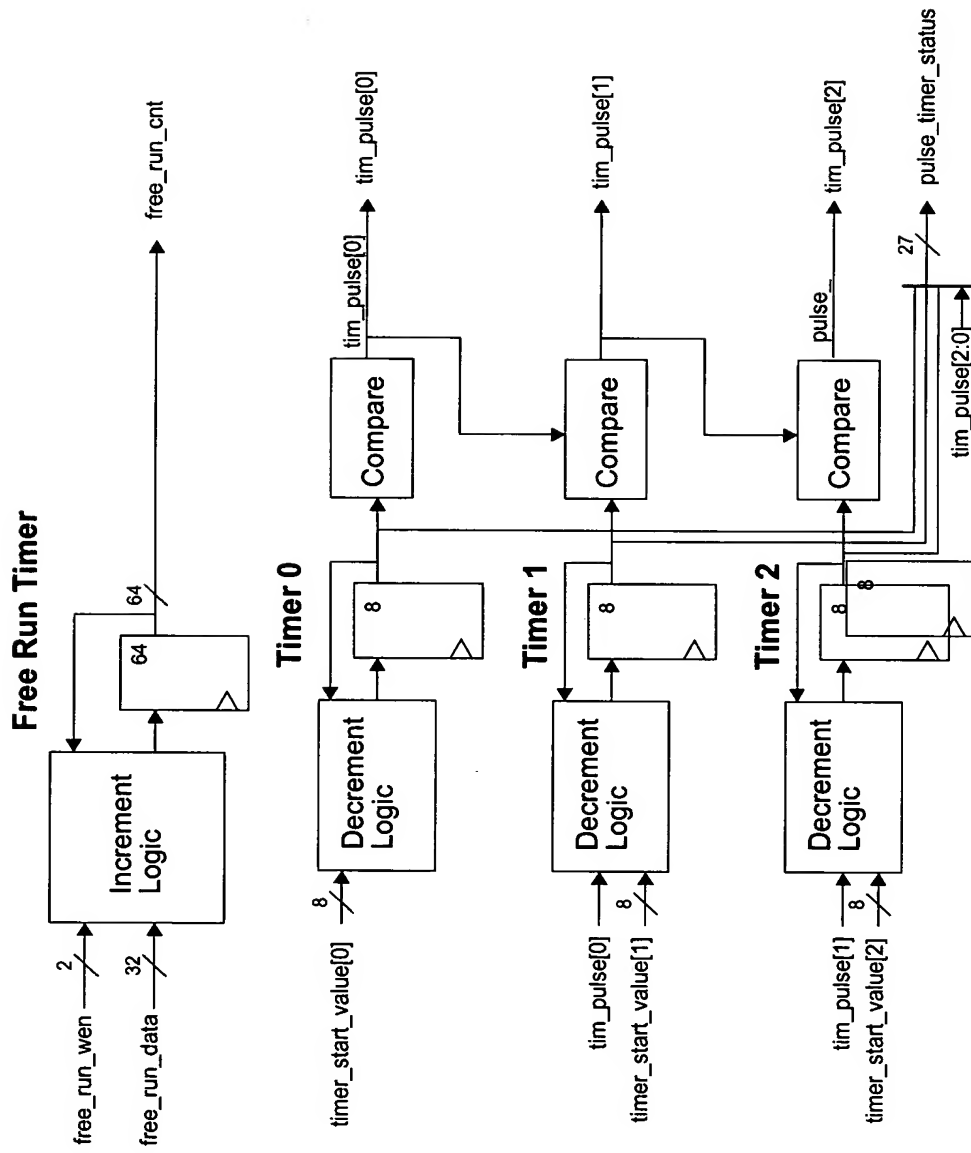 Free Run Timer
free_run_wen
2
free_run_data
32
Increment
Logic
64
64
free_run_cnt
Timer 0
timer_start_value[0]
8
Decrement
Logic
8
Compare
tim_pulse[0]
tim_pulse[0]
Timer 1
tim_pulse[0]
timer_start_value[1]
8
Decrement
Logic
8
Compare
tim_pulse[1]
Timer 2
tim_pulse[1]
timer_start_value[2]
8
Decrement
Logic
8
8
Compare
pulse_
tim_pulse[2]
tim_pulse[2:0]
27
pulse_timer_status